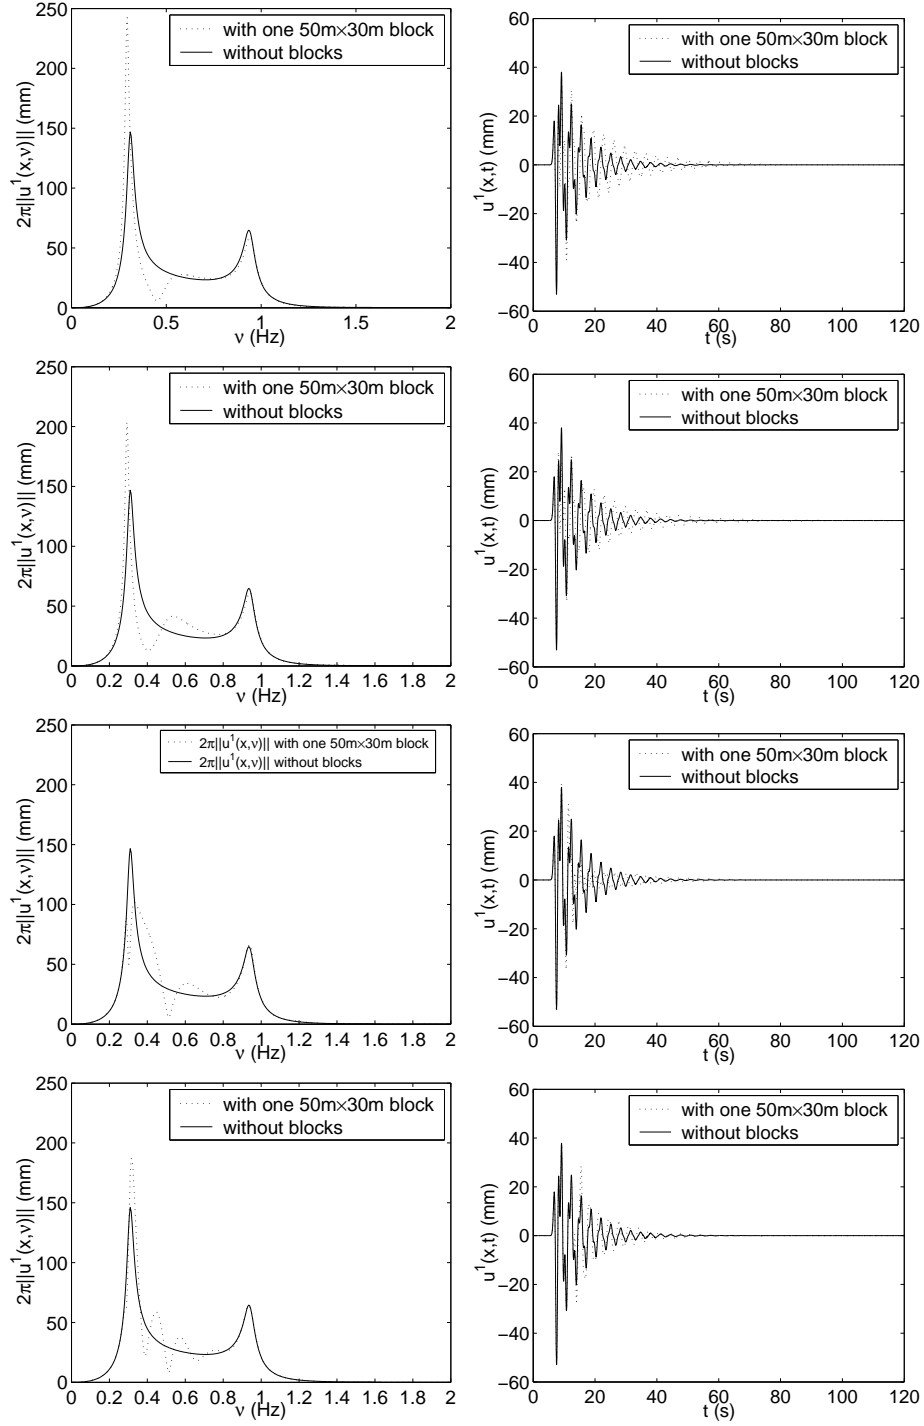 250
200
150
100
50
0
2π||u¹(x,ν)|| (mm)
with one 50m×30m block
without blocks
0 0.5 1 1.5 2
ν (Hz)
60
40
20
0
−20
−40
−60
u¹(x,t) (mm)
with one 50m×30m block
without blocks
0 20 40 60 80 100 120
t (s)
250
200
150
100
50
0
2π||u¹(x,ν)|| (mm)
with one 50m×30m block
without blocks
0 0.2 0.4 0.6 0.8 1 1.2 1.4 1.6 1.8 2
ν (Hz)
60
40
20
0
−20
−40
−60
u¹(x,t) (mm)
with one 50m×30m block
without blocks
0 20 40 60 80 100 120
t (s)
250
200
150
100
50
0
2π||u¹(x,ν)|| (mm)
2π||u¹(x,ν)|| with one 50m×30m block
2π||u¹(x,ν)|| without blocks
0 0.2 0.4 0.6 0.8 1 1.2 1.4 1.6 1.8 2
ν (Hz)
60
40
20
0
−20
−40
−60
u¹(x,t) (mm)
with one 50m×30m block
without blocks
0 20 40 60 80 100 120
t (s)
250
200
150
100
50
0
2π||u¹(x,ν)|| (mm)
with one 50m×30m block
without blocks
0 0.2 0.4 0.6 0.8 1 1.2 1.4 1.6 1.8 2
ν (Hz)
60
40
20
0
−20
−40
−60
u¹(x,t) (mm)
with one 50m×30m block
without blocks
0 20 40 60 80 100 120
t (s)